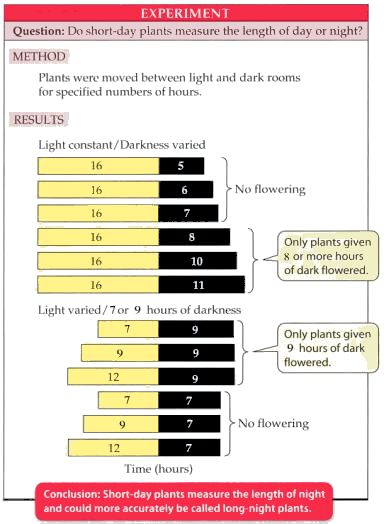 EXPERIMENT
Question: Do short-day plants measure the length of day or night?
METHOD
Plants were moved between light and dark rooms
for specified numbers of hours.
RESULTS
Light constant/Darkness varied
16 5
16 6
16 7
No flowering
16 8
16 10
16 11
Only plants given
8 or more hours
of dark flowered.
Light varied/7 or 9 hours of darkness
7 9
9 9
12 9
Only plants given
9 hours of dark
flowered.
7 7
9 7
12 7
No flowering
Time (hours)
Conclusion: Short-day plants measure the length of night
and could more accurately be called long-night plants.